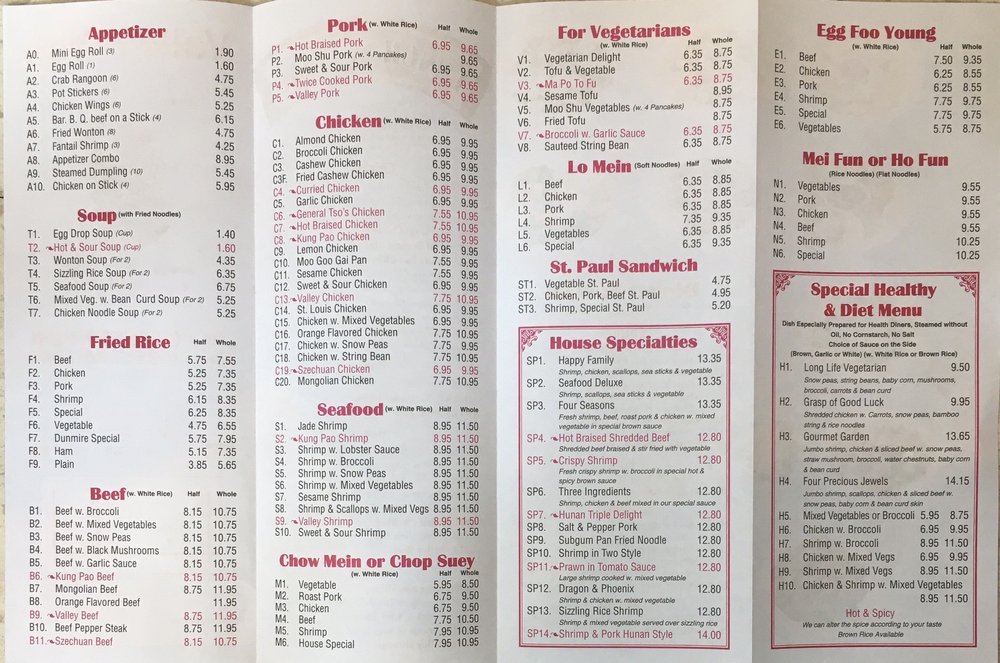 Appetizer
A0. Mini Egg Roll (3) 1.90
A1. Egg Roll (1) 1.60
A2. Crab Rangoon (6) 4.75
A3. Pot Stickers (6) 5.45
A4. Chicken Wings (6) 5.25
A5. Bar. B. Q. beef on a Stick (4) 6.15
A6. Fried Wonton (8) 4.75
A7. Fantail Shrimp (3) 4.25
A8. Appetizer Combo 8.95
A9. Steamed Dumpling (10) 5.45
A10. Chicken on Stick (4) 5.95
Soup (with Fried Noodles)
T1. Egg Drop Soup (Cup) 1.40
T2. Hot & Sour Soup (Cup) 1.60
T3. Wonton Soup (For 2) 4.35
T4. Sizzling Rice Soup (For 2) 6.35
T5. Seafood Soup (For 2) 6.75
T6. Mixed Veg. w. Bean Curd Soup (For 2) 5.25
T7. Chicken Noodle Soup (For 2) 5.25
Fried Rice Half Whole
F1. Beef 5.75 7.55
F2. Chicken 5.25 7.35
F3. Pork 5.25 7.35
F4. Shrimp 6.15 8.35
F5. Special 6.25 8.35
F6. Vegetable 4.75 6.55
F7. Dunmire Special 5.75 7.95
F8. Ham 5.15 7.35
F9. Plain 3.85 5.65
Beef (w. White Rice) Half Whole
B1. Beef w. Broccoli 8.15 10.75
B2. Beef w. Mixed Vegetables 8.15 10.75
B3. Beef w. Snow Peas 8.15 10.75
B4. Beef w. Black Mushrooms 8.15 10.75
B5. Beef w. Garlic Sauce 8.15 10.75
B6. Kung Pao Beef 8.15 10.75
B7. Mongolian Beef 8.75 11.95
B8. Orange Flavored Beef 11.95
B9. Valley Beef 8.75 11.95
B10. Beef Pepper Steak 8.75 11.95
B11. Szechuan Beef 8.15 10.75
Pork (w. White Rice) Half Whole
P1. Hot Braised Pork 6.95 9.65
P2. Moo Shu Pork (w. 4 Pancakes) 9.65
P3. Sweet & Sour Pork 6.95 9.65
P4. Twice Cooked Pork 6.95 9.65
P5. Valley Pork 6.95 9.65
Chicken (w. White Rice) Half Whole
C1. Almond Chicken 6.95 9.95
C2. Broccoli Chicken 6.95 9.95
C3. Cashew Chicken 6.95 9.95
C3F. Fried Cashew Chicken 6.95 9.95
C4. Curried Chicken 6.95 9.95
C5. Garlic Chicken 6.95 9.95
C6. General Tso's Chicken 7.55 10.95
C7. Hot Braised Chicken 7.55 10.95
C8. Kung Pao Chicken 6.95 9.95
C9. Lemon Chicken 6.95 9.95
C10. Moo Goo Gai Pan 7.55 9.95
C11. Sesame Chicken 7.55 9.95
C12. Sweet & Sour Chicken 6.95 9.95
C13. Valley Chicken 7.75 10.95
C14. St. Louis Chicken 6.95 9.95
C15. Chicken w. Mixed Vegetables 6.95 9.95
C16. Orange Flavored Chicken 7.75 10.95
C17. Chicken w. Snow Peas 7.75 10.95
C18. Chicken w. String Bean 7.75 10.95
C19. Szechuan Chicken 6.95 9.95
C20. Mongolian Chicken 7.75 10.95
Seafood (w. White Rice) Half Whole
S1. Jade Shrimp 8.95 11.50
S2. Kung Pao Shrimp 8.95 11.50
S3. Shrimp w. Lobster Sauce 8.95 11.50
S4. Shrimp w. Broccoli 8.95 11.50
S5. Shrimp w. Snow Peas 8.95 11.50
S6. Shrimp w. Mixed Vegetables 8.95 11.50
S7. Sesame Shrimp 8.95 11.50
S8. Shrimp & Scallops w. Mixed Vegs 8.95 11.50
S9. Valley Shrimp 8.95 11.50
S10. Sweet & Sour Shrimp 8.95 11.50
Chow Mein or Chop Suey
(w. White Rice) Half Whole
M1. Vegetable 5.95 8.50
M2. Roast Pork 6.75 9.50
M3. Chicken 6.75 9.50
M4. Beef 7.75 10.50
M5. Shrimp 7.95 10.95
M6. House Special 7.95 10.95
For Vegetarians
(w. White Rice) Half Whole
V1. Vegetarian Delight 6.35 8.75
V2. Tofu & Vegetable 6.35 8.75
V3. Ma Po To Fu 6.35 8.75
V4. Sesame Tofu 8.95
V5. Moo Shu Vegetables (w. 4 Pancakes) 8.75
V6. Fried Tofu 8.75
V7. Broccoli w. Garlic Sauce 6.35 8.75
V8. Sauteed String Bean 6.35 8.75
Lo Mein (Soft Noodles) Half Whole
L1. Beef 6.35 8.85
L2. Chicken 6.35 8.85
L3. Pork 6.35 8.85
L4. Shrimp 7.35 9.35
L5. Vegetables 6.35 8.85
L6. Special 6.35 9.35
St. Paul Sandwich
ST1. Vegetable St. Paul 4.75
ST2. Chicken, Pork, Beef St. Paul 4.95
ST3. Shrimp, Special St. Paul 5.20
House Specialties
SP1. Happy Family 13.35
Shrimp, chicken, scallops, sea sticks & vegetable
SP2. Seafood Deluxe 13.35
Shrimp, scallops, sea sticks & vegetable
SP3. Four Seasons 13.35
Fresh shrimp, beef, roast pork & chicken w. mixed
vegetable in special brown sauce
SP4. Hot Braised Shredded Beef 12.80
Shredded beef braised & stir fried with vegetable
SP5. Crispy Shrimp 12.80
Fresh crispy shrimp w. broccoli in special hot &
spicy brown sauce
SP6. Three Ingredients 12.80
Shrimp, chicken & beef mixed in our special sauce
SP7. Hunan Triple Delight 12.80
SP8. Salt & Pepper Pork 12.80
SP9. Subgum Pan Fried Noodle 12.80
SP10. Shrimp in Two Style 12.80
SP11. Prawn in Tomato Sauce 12.80
Large shrimp cooked w. mixed vegetable
SP12. Dragon & Phoenix 12.80
Shrimp & chicken w. mixed vegetable
SP13. Sizzling Rice Shrimp 12.80
Shrimp & mixed vegetable served over sizzling rice
SP14. Shrimp & Pork Hunan Style 14.00
Egg Foo Young
(w. White Rice) Half Whole
E1. Beef 7.50 9.35
E2. Chicken 6.25 8.55
E3. Pork 6.25 8.55
E4. Shrimp 7.75 9.75
E5. Special 7.75 9.75
E6. Vegetables 5.75 8.75
Mei Fun or Ho Fun
(Rice Noodles) (Flat Noodles)
N1. Vegetables 9.55
N2. Pork 9.55
N3. Chicken 9.55
N4. Beef 9.55
N5. Shrimp 10.25
N6. Special 10.25
Special Healthy
& Diet Menu
Dish Especially Prepared for Health Diners, Steamed without
Oil, No Cornstarch, No Salt
Choice of Sauce on the Side
(Brown, Garlic or White) (w. White Rice or Brown Rice)
H1. Long Life Vegetarian 9.50
Snow peas, string beans, baby corn, mushrooms,
broccoli, carrots & bean curd
H2. Grasp of Good Luck 9.95
Shredded chicken w. Carrots, snow peas, bamboo
string & rice noodles
H3. Gourmet Garden 13.65
Jumbo shrimp, chicken & sliced beef w. snow peas,
straw mushroom, broccoli, water chestnuts, baby corn
& bean curd
H4. Four Precious Jewels 14.15
Jumbo shrimp, scallops, chicken & sliced beef w.
snow peas, baby corn & bean curd skin
H5. Mixed Vegetables or Broccoli 5.95 8.75
H6. Chicken w. Broccoli 6.95 9.95
H7. Shrimp w. Broccoli 8.95 11.50
H8. Chicken w. Mixed Vegs 6.95 9.95
H9. Shrimp w. Mixed Vegs 8.95 11.50
H10. Chicken & Shrimp w. Mixed Vegetables
8.95 11.50
Hot & Spicy
We can alter the spice according to your taste
Brown Rice Available